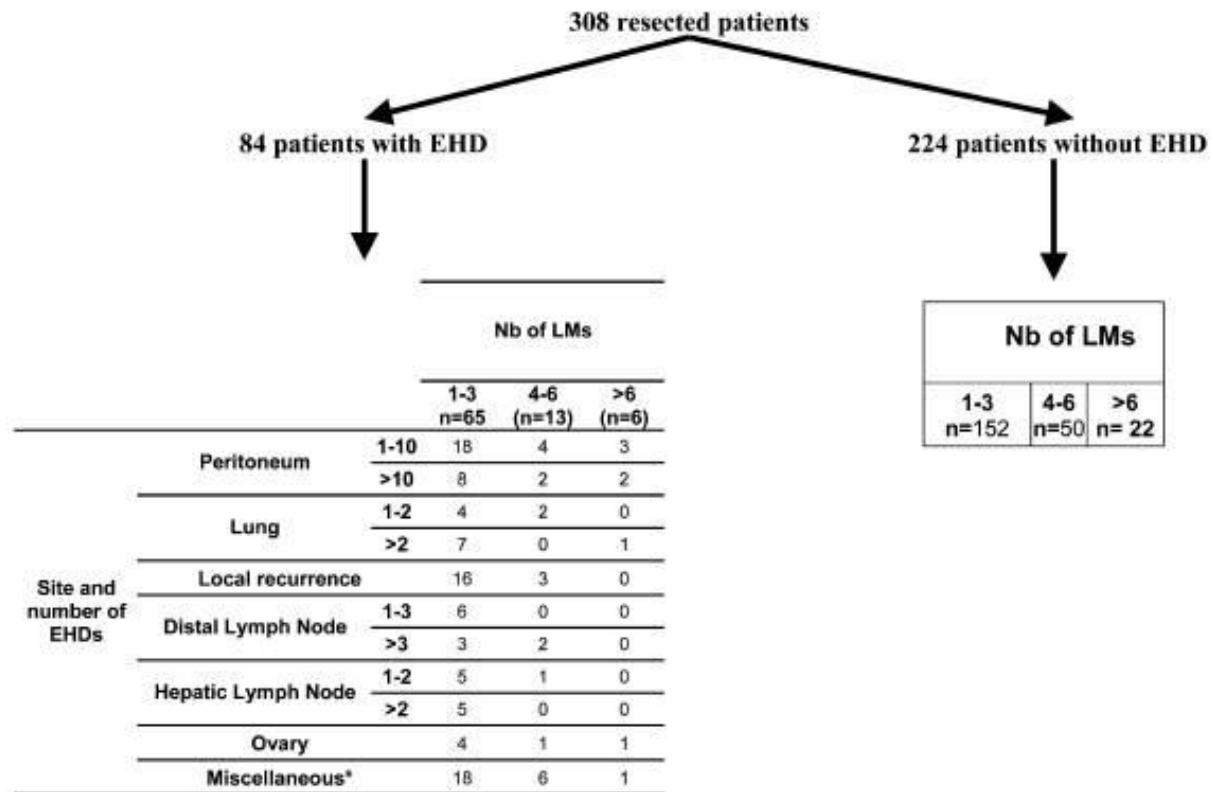 308 resected patients
84 patients with EHD
224 patients without EHD
Nb of LMs
1-3 4-6 >6
n=65 (n=13) (n=6)
Peritoneum 1-10 18 4 3
>10 8 2 2
Lung 1-2 4 2 0
>2 7 0 1
Local recurrence 16 3 0
Site and
number of
EHDs
Distal Lymph Node 1-3 6 0 0
>3 3 2 0
Hepatic Lymph Node 1-2 5 1 0
>2 5 0 0
Ovary 4 1 1
Miscellaneous* 18 6 1
Nb of LMs
1-3 4-6 >6
n=152 n=50 n= 22